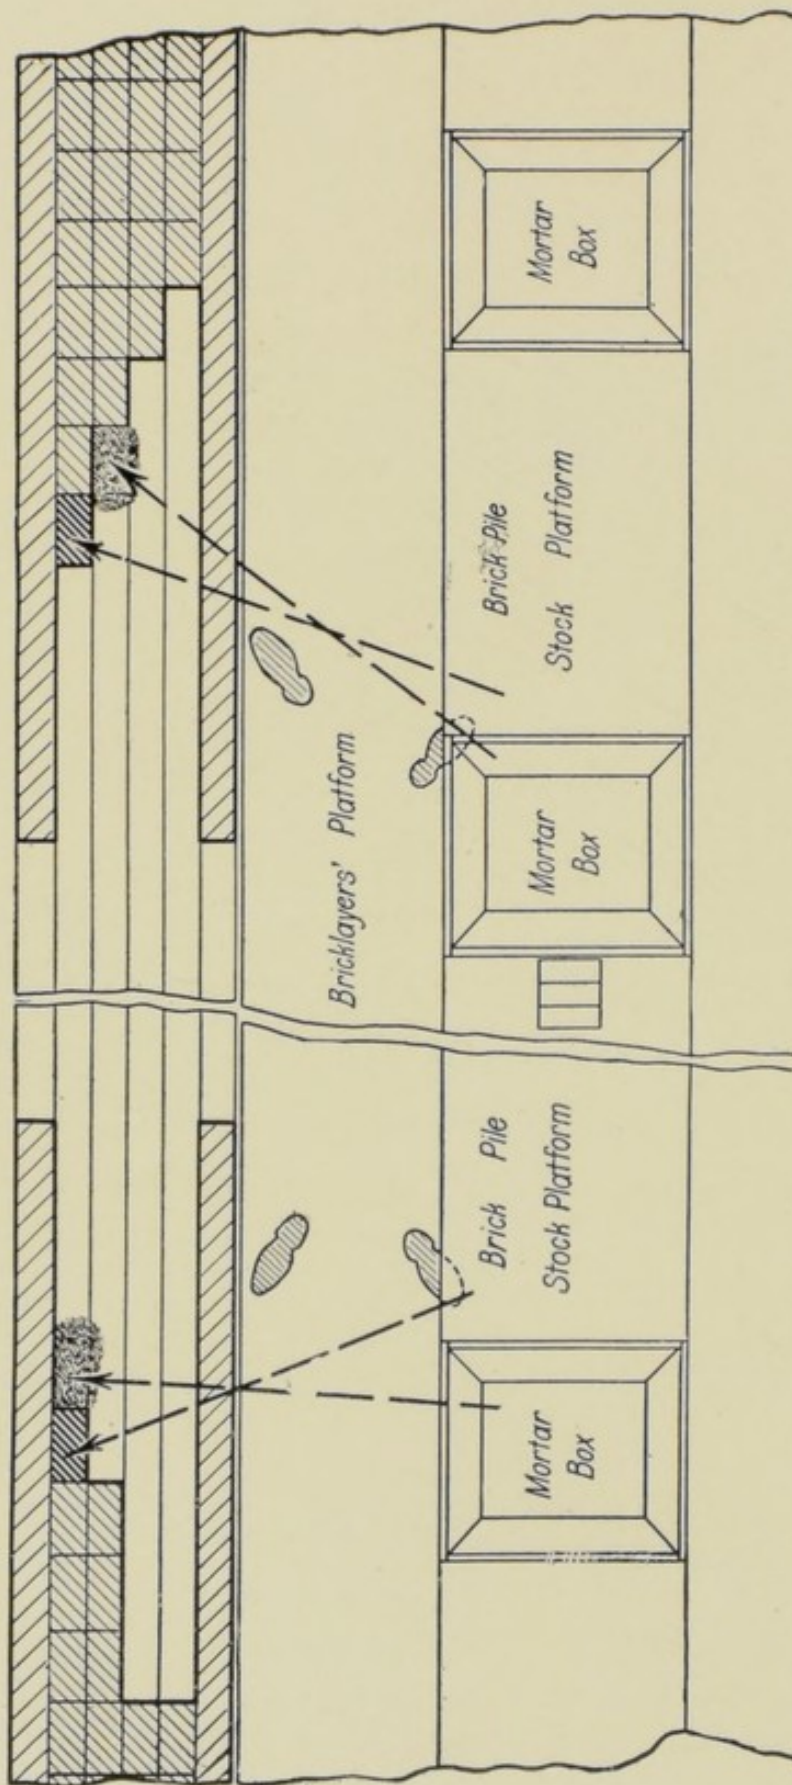 Mortar
Box
Brick Pile
Stock Platform
Bricklayers' Platform
Mortar
Box
Brick Pile
Stock Platform
Mortar
Box